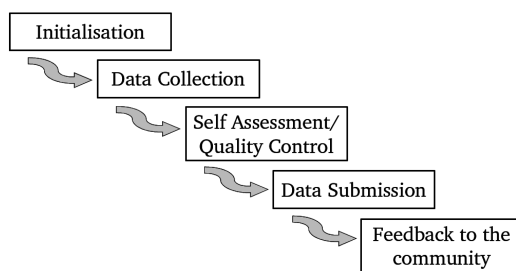 Initialisation
Data Collection
Self Assessment/
Quality Control
Data Submission
Feedback to the
community